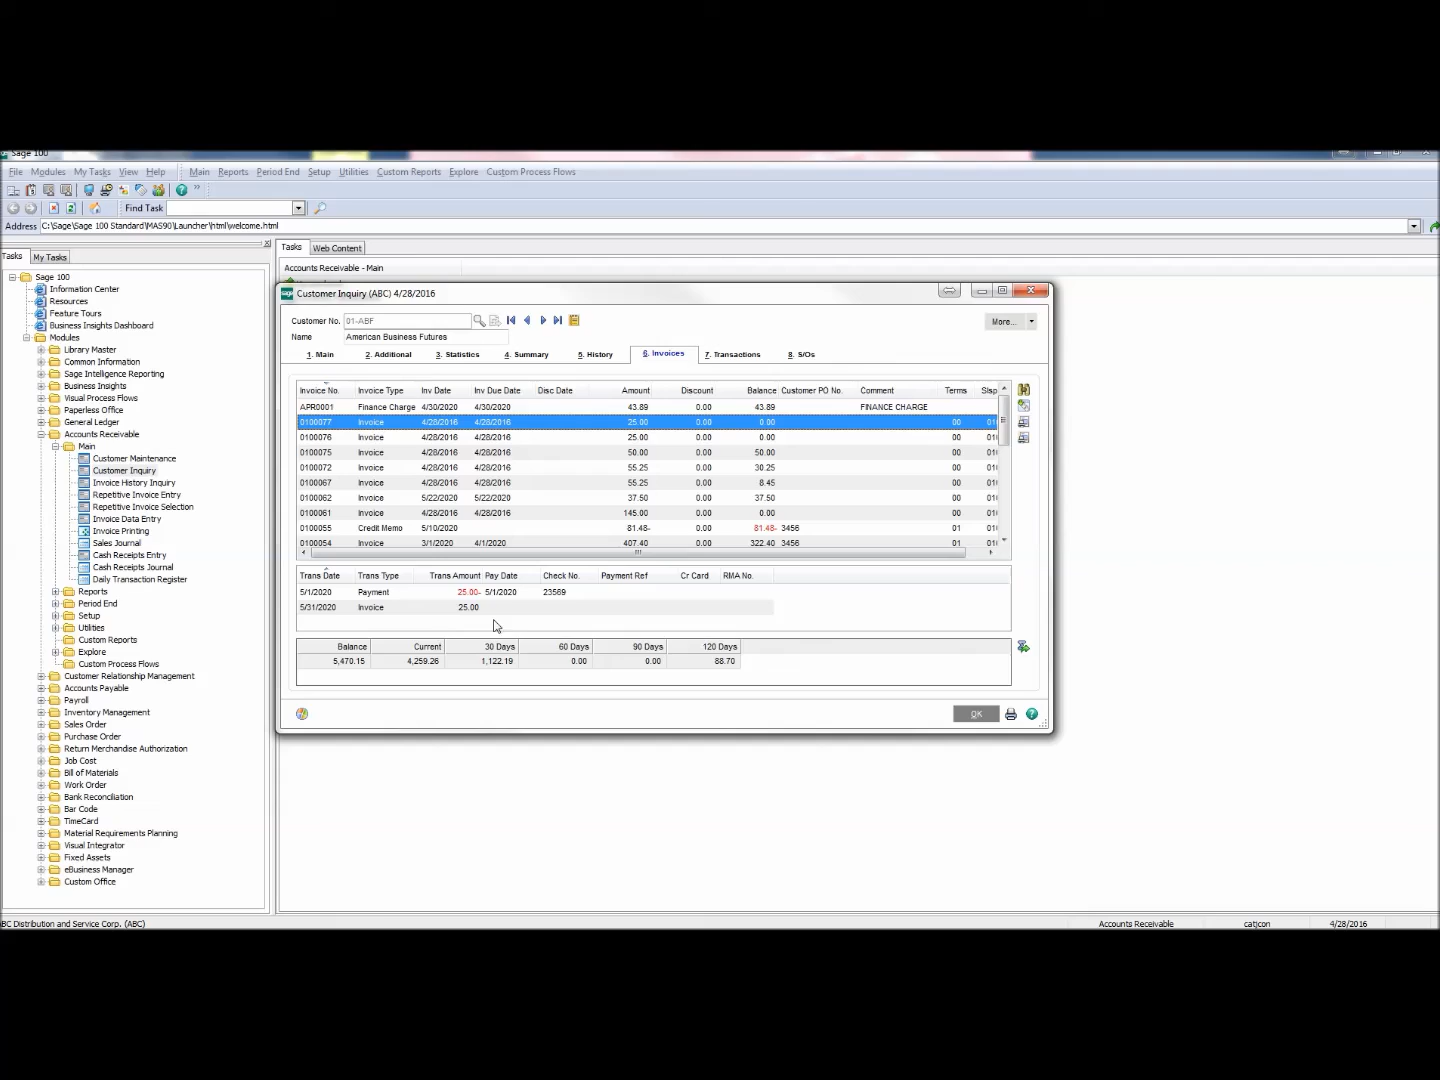 Sage 100
File Modules My Tasks View Help Main Reports Period End Setup Utilities Custom Reports Explore Custom Process Flows
Find Task
Address C:\Sage\Sage 100 Standard\MAS90\Launcher\html\welcome.html
Tasks My Tasks
Sage 100
Information Center
Resources
Feature Tours
Business Insights Dashboard
Modules
Library Master
Common Information
Sage Intelligence Reporting
Business Insights
Visual Process Flows
Paperless Office
General Ledger
Accounts Receivable
Main
Customer Maintenance
Customer Inquiry
Invoice History Inquiry
Repetitive Invoice Entry
Repetitive Invoice Selection
Invoice Data Entry
Invoice Printing
Sales Journal
Cash Receipts Entry
Cash Receipts Journal
Daily Transaction Register
Reports
Period End
Setup
Utilities
Custom Reports
Explore
Custom Process Flows
Customer Relationship Management
Accounts Payable
Payroll
Inventory Management
Sales Order
Purchase Order
Return Merchandise Authorization
Job Cost
Bill of Materials
Work Order
Bank Reconciliation
Bar Code
TimeCard
Material Requirements Planning
Visual Integrator
Fixed Assets
eBusiness Manager
Custom Office
Tasks Web Content
Accounts Receivable - Main
Customer Inquiry (ABC) 4/28/2016
Customer No. 01-ABF More...
Name American Business Futures
1. Main 2. Additional 3. Statistics 4. Summary 5. History 6. Invoices 7. Transactions 8. S/Os
Invoice No. Invoice Type Inv Date Inv Due Date Disc Date Amount Discount Balance Customer PO No. Comment Terms Slsp
APR0001 Finance Charge 4/30/2020 4/30/2020 43.89 0.00 43.89 FINANCE CHARGE
0100077 Invoice 4/28/2016 4/28/2016 25.00 0.00 0.00 00 01
0100076 Invoice 4/28/2016 4/28/2016 25.00 0.00 0.00 00 01
0100075 Invoice 4/28/2016 4/28/2016 50.00 0.00 50.00 00 01
0100072 Invoice 4/28/2016 4/28/2016 55.25 0.00 30.25 00 01
0100067 Invoice 4/28/2016 4/28/2016 55.25 0.00 8.45 00 01
0100062 Invoice 5/22/2020 5/22/2020 37.50 0.00 37.50 00 01
0100061 Invoice 4/28/2016 4/28/2016 145.00 0.00 0.00 00 01
0100055 Credit Memo 5/10/2020 81.48- 0.00 81.48- 3456 01 01
0100054 Invoice 3/1/2020 4/1/2020 407.40 0.00 322.40 3456 01 01
Trans Date Trans Type Trans Amount Pay Date Check No. Payment Ref Cr Card RMA No.
5/1/2020 Payment 25.00- 5/1/2020 23569
5/31/2020 Invoice 25.00
Balance Current 30 Days 60 Days 90 Days 120 Days
5,470.15 4,259.26 1,122.19 0.00 0.00 88.70
OK
BC Distribution and Service Corp. (ABC) Accounts Receivable catjcon 4/28/2016